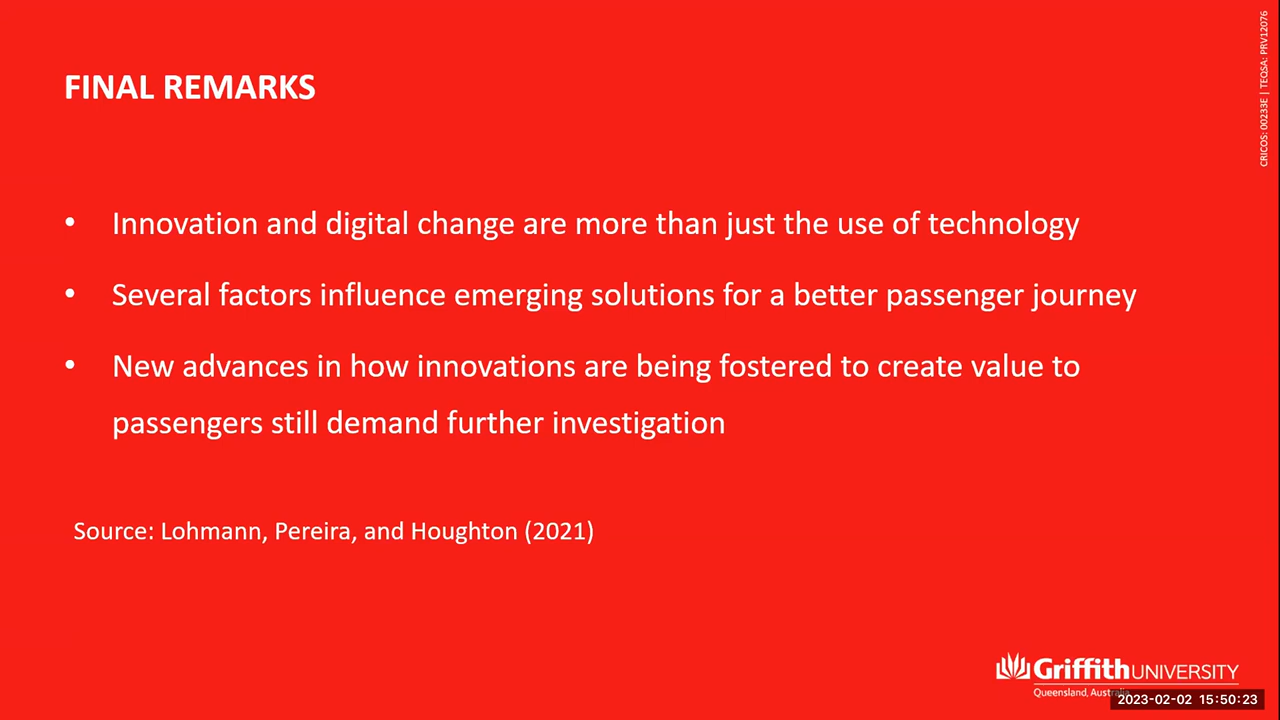 CRICOS: 00233E | TEQSA: PRV12076
FINAL REMARKS
• Innovation and digital change are more than just the use of technology
• Several factors influence emerging solutions for a better passenger journey
• New advances in how innovations are being fostered to create value to
passengers still demand further investigation
Source: Lohmann, Pereira, and Houghton (2021)
Griffith UNIVERSITY
Queensland, Australia
2023-02-02 15:50:23